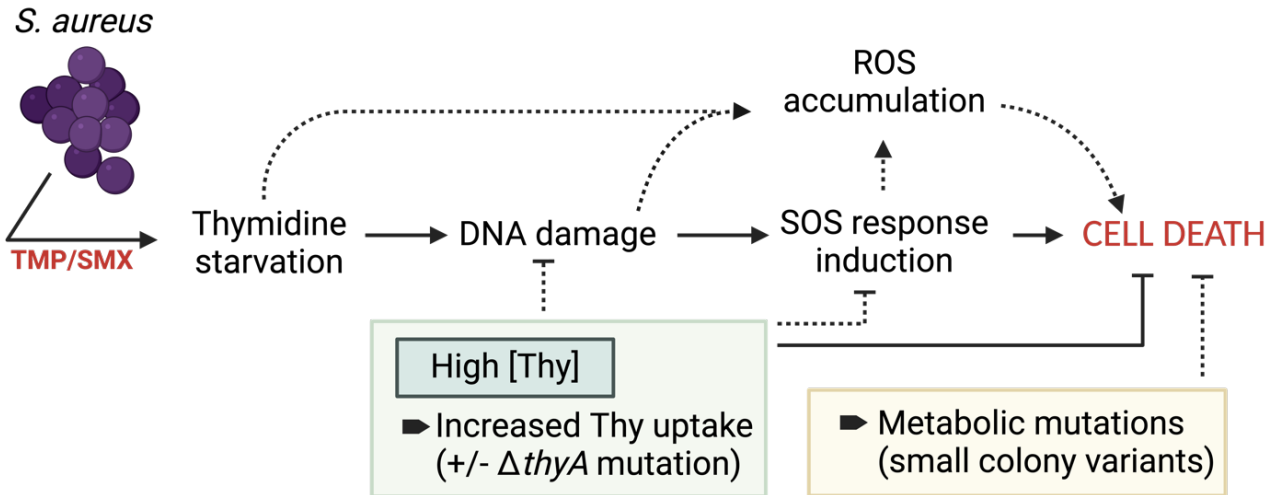 S. aureus
TMP/SMX
Thymidine
starvation
DNA damage
ROS
accumulation
SOS response
induction
CELL DEATH
High [Thy]
Increased Thy uptake
(+/- ΔthyA mutation)
Metabolic mutations
(small colony variants)